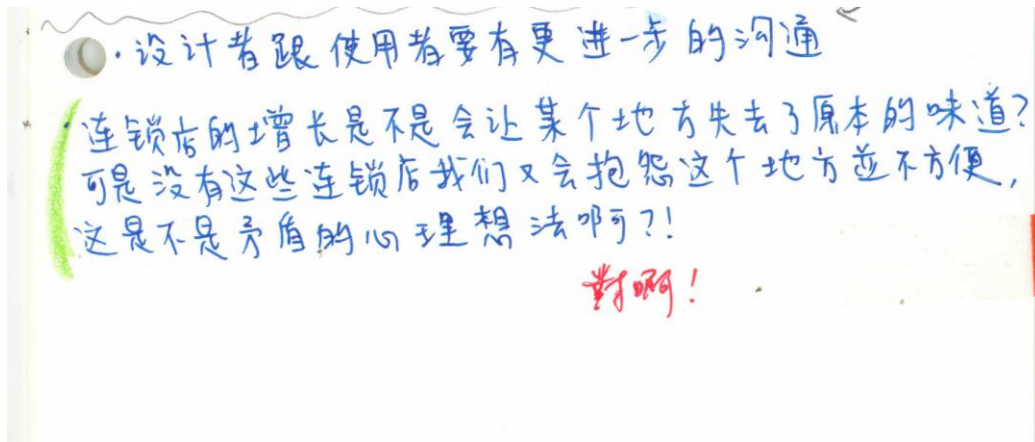 ·设计者跟使用者要有更进一步的沟通
·连锁店的增长是不是会让某个地方失去了原本的味道?
可是没有这些连锁店我们又会抱怨这个地方並不方便,
这是不是矛盾的心理想法啊?!
對啊!